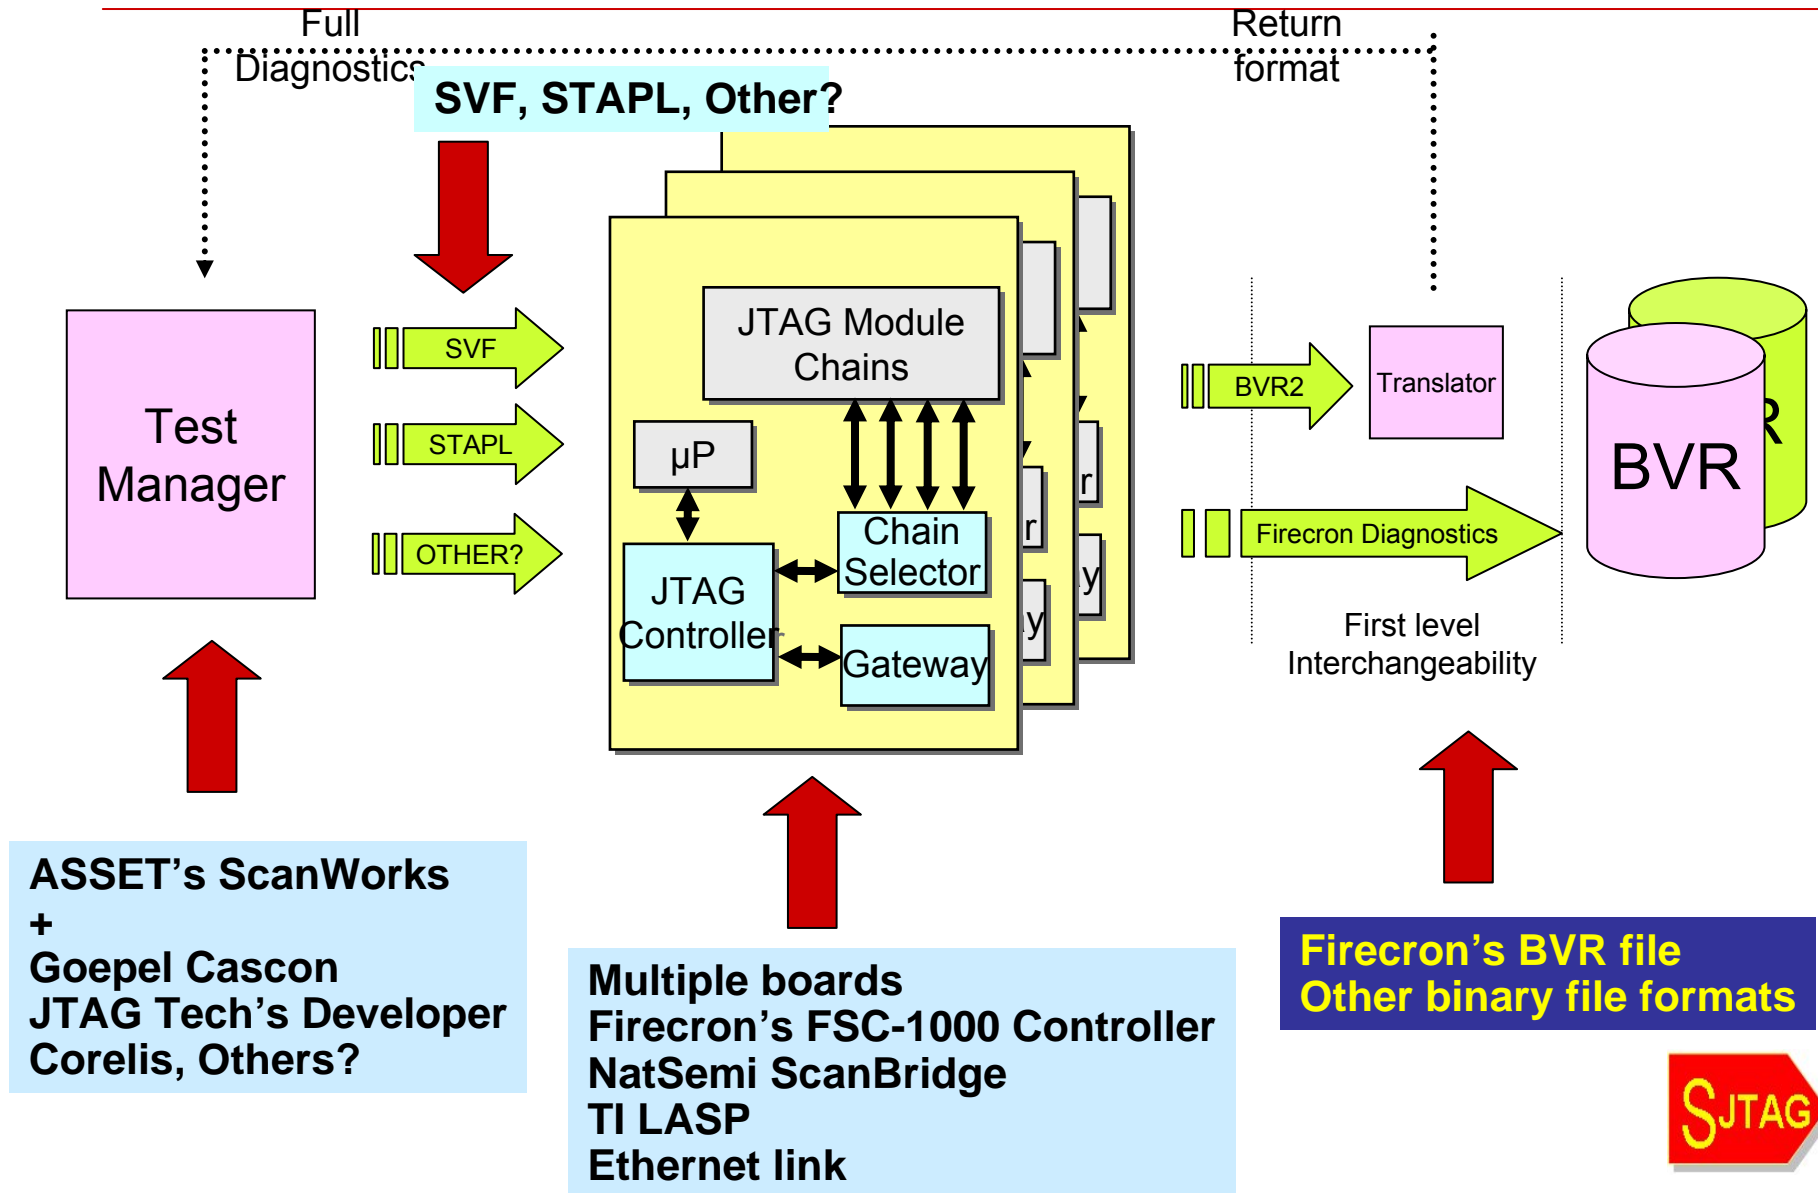 Full
Diagnostics
Return
format
SVF, STAPL, Other?
Test
Manager
SVF
STAPL
OTHER?
JTAG Module
Chains
µP
JTAG
Controller
Chain
Selector
Gateway
r
y
r
y
BVR2
Translator
Firecron Diagnostics
First level
Interchangeability
BVR
R
ASSET’s ScanWorks
+
Goepel Cascon
JTAG Tech’s Developer
Corelis, Others?
Multiple boards
Firecron’s FSC-1000 Controller
NatSemi ScanBridge
TI LASP
Ethernet link
Firecron’s BVR file
Other binary file formats
SJTAG